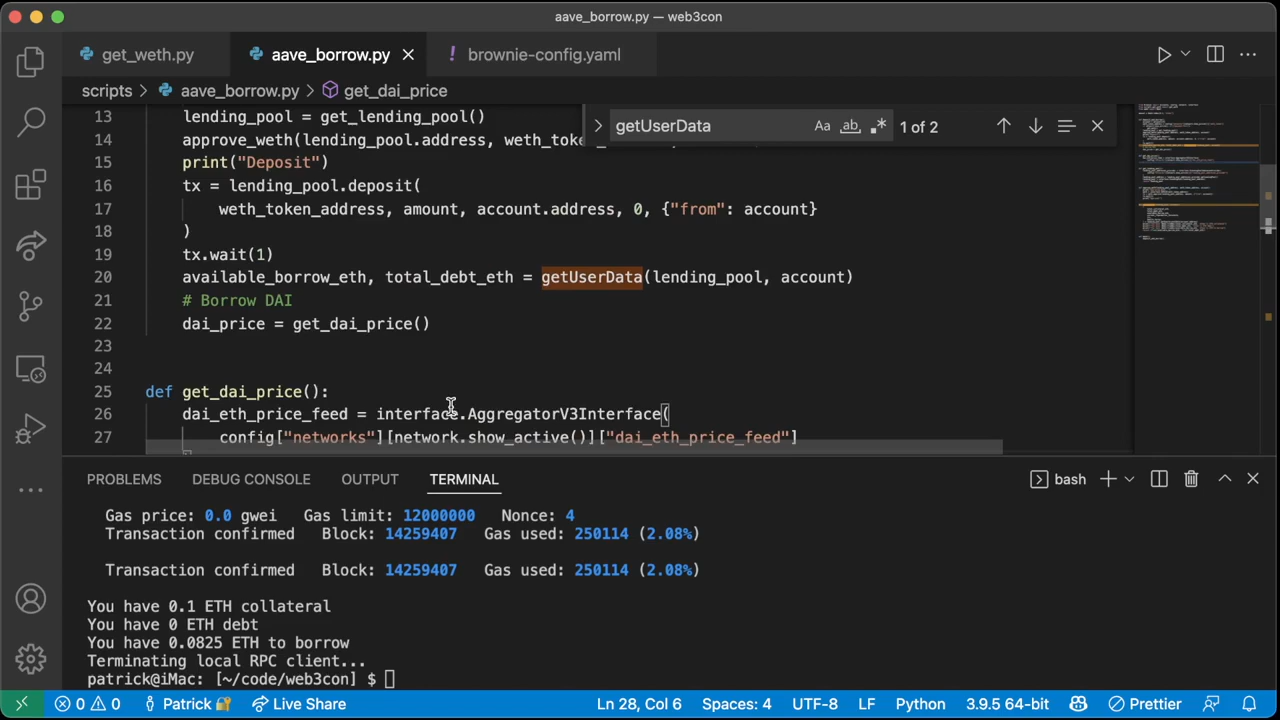 aave_borrow.py — web3con
get_weth.py
aave_borrow.py
! brownie-config.yaml
scripts > aave_borrow.py > get_dai_price
getUserData Aa ab 1 of 2
13 lending_pool = get_lending_pool()
14 approve_weth(lending_pool.address, weth_token_
15 print("Deposit")
16 tx = lending_pool.deposit(
17 weth_token_address, amount, account.address, 0, {"from": account}
18 )
19 tx.wait(1)
20 available_borrow_eth, total_debt_eth = getUserData(lending_pool, account)
21 # Borrow DAI
22 dai_price = get_dai_price()
23
24
25 def get_dai_price():
26 dai_eth_price_feed = interface.AggregatorV3Interface(
27 config["networks"][network.show_active()]["dai_eth_price_feed"]
PROBLEMS DEBUG CONSOLE OUTPUT TERMINAL bash
Gas price: 0.0 gwei Gas limit: 12000000 Nonce: 4
Transaction confirmed Block: 14259407 Gas used: 250114 (2.08%)
Transaction confirmed Block: 14259407 Gas used: 250114 (2.08%)
You have 0.1 ETH collateral
You have 0 ETH debt
You have 0.0825 ETH to borrow
Terminating local RPC client...
patrick@iMac: [~/code/web3con] $
0 0 Patrick Live Share Ln 28, Col 6 Spaces: 4 UTF-8 LF Python 3.9.5 64-bit Prettier